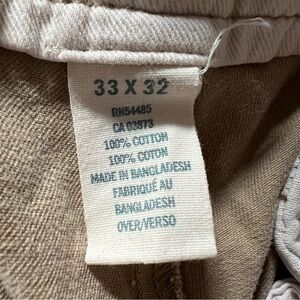 33 X 32
RN54485
CA 03973
100% COTTON
100% COTON
MADE IN BANGLADESH
FABRIQUÉ AU
BANGLADESH
OVER/VERSO